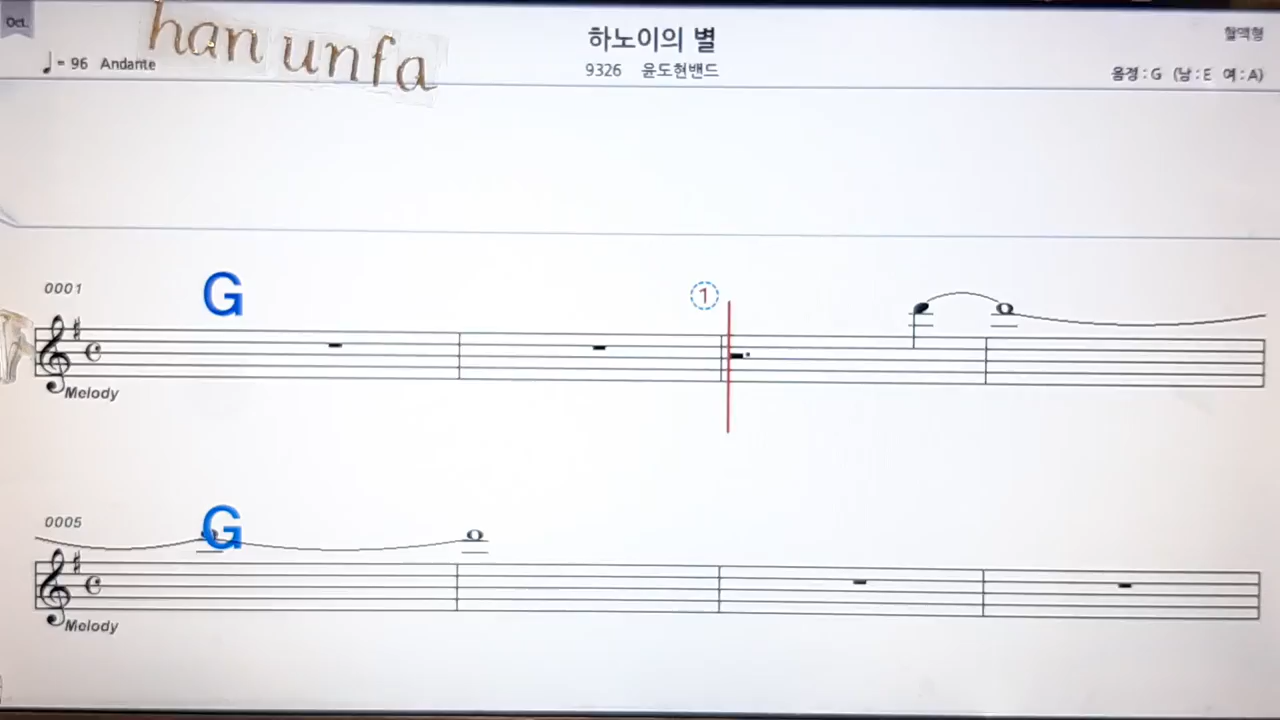 Oct.
han unfa
하노이의 별
혈액형
♩= 96 Andante
9326 윤도현밴드
음정 : G (남 : E 여 : A)
0001
G
1
Melody
0005
G
Melody